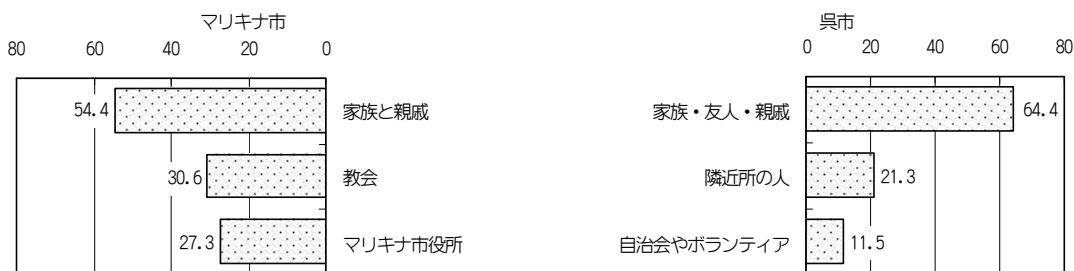 マリキナ市
80 60 40 20 0
54.4 家族と親戚
30.6 教会
27.3 マリキナ市役所
呉市
0 20 40 60 80
家族・友人・親戚 64.4
隣近所の人 21.3
自治会やボランティア 11.5